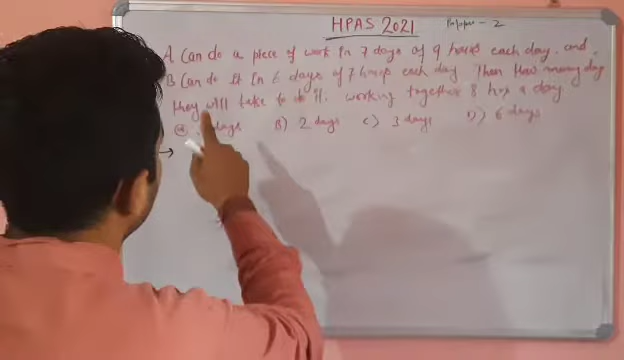 HPAS 2021 Paper - 2
A Can do a piece of work in 7 days of 9 hours each day and
B Can do it in 6 days of 7 hours each day Then How many day
they will take to do it. working together 8 hrs a day
days B) 2 days C) 3 days D) 6 days